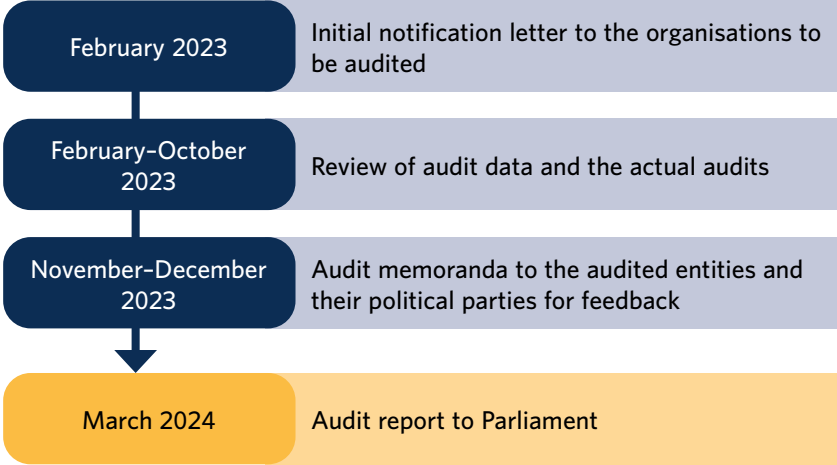 February 2023
Initial notification letter to the organisations to
be audited
February–October
2023
Review of audit data and the actual audits
November–December
2023
Audit memoranda to the audited entities and
their political parties for feedback
March 2024
Audit report to Parliament